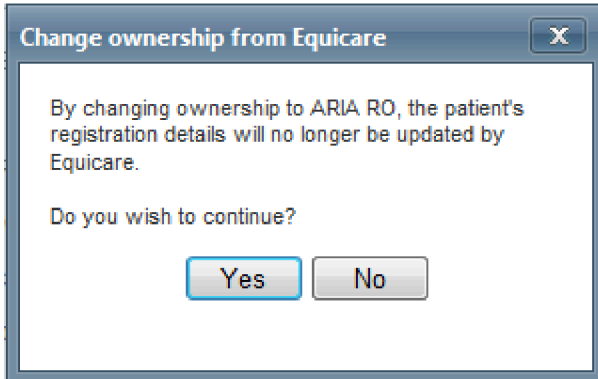 Change ownership from Equicare
X
By changing ownership to ARIA RO, the patient's
registration details will no longer be updated by
Equicare.
Do you wish to continue?
Yes No